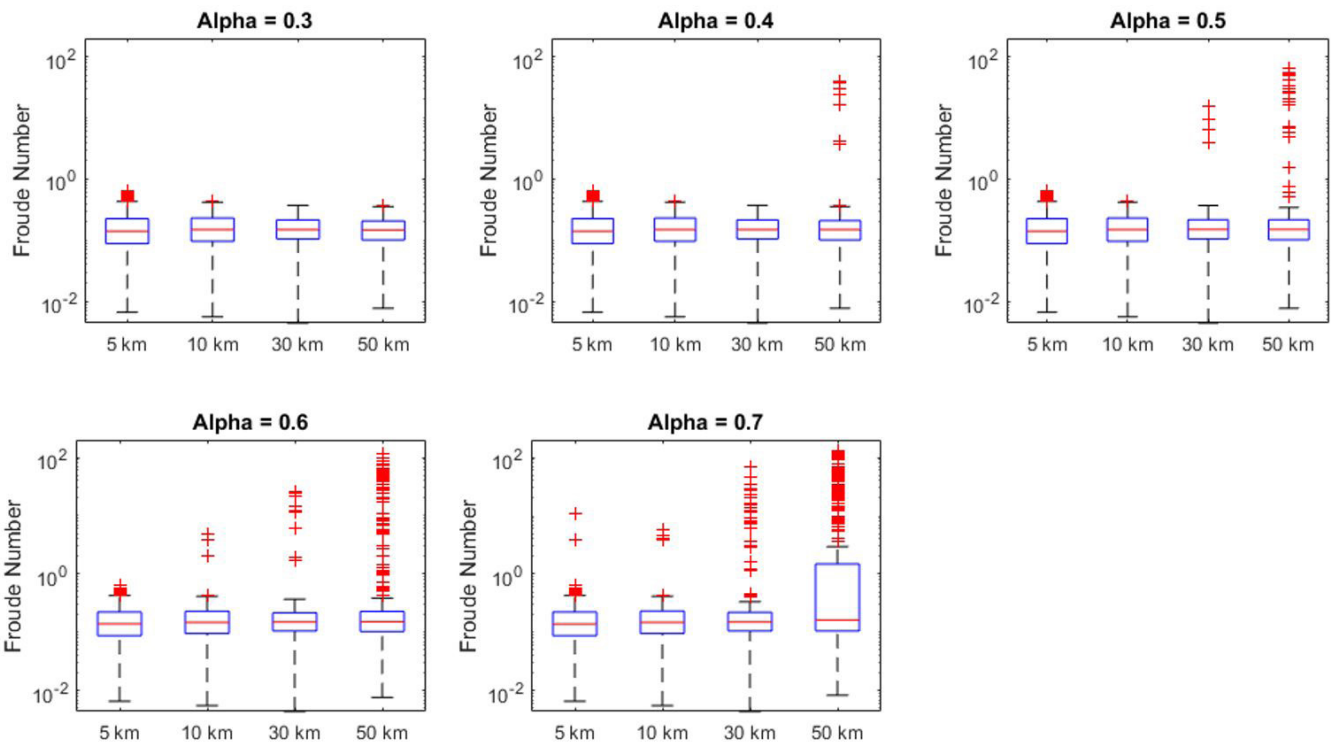 Alpha = 0.3
Froude Number
10^2
10^0
10^-2
5 km 10 km 30 km 50 km
Alpha = 0.4
Froude Number
10^2
10^0
10^-2
5 km 10 km 30 km 50 km
Alpha = 0.5
Froude Number
10^2
10^0
10^-2
5 km 10 km 30 km 50 km
Alpha = 0.6
Froude Number
10^2
10^0
10^-2
5 km 10 km 30 km 50 km
Alpha = 0.7
Froude Number
10^2
10^0
10^-2
5 km 10 km 30 km 50 km